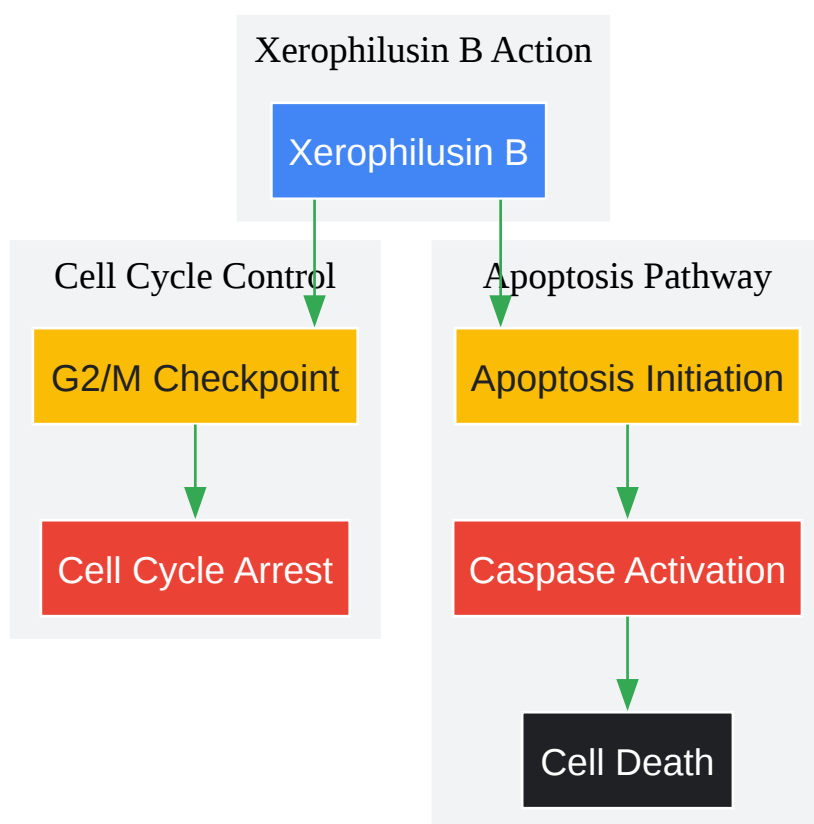 Xerophilusin B Action
Xerophilusin B
Cell Cycle Control
G2/M Checkpoint
Cell Cycle Arrest
Apoptosis Pathway
Apoptosis Initiation
Caspase Activation
Cell Death